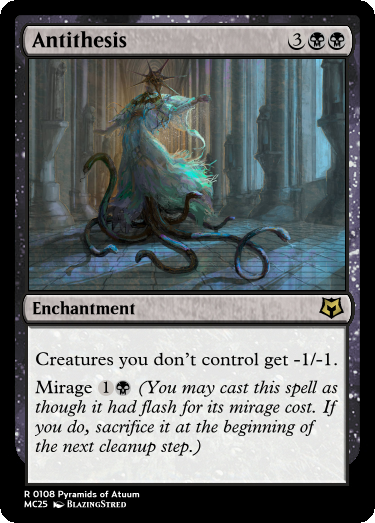 Antithesis 3
Enchantment
Creatures you don't control get -1/-1.
Mirage 1 (You may cast this spell as
though it had flash for its mirage cost. If
you do, sacrifice it at the beginning of
the next cleanup step.)
R 0108 Pyramids of Atuum
MC25 BlazingStred